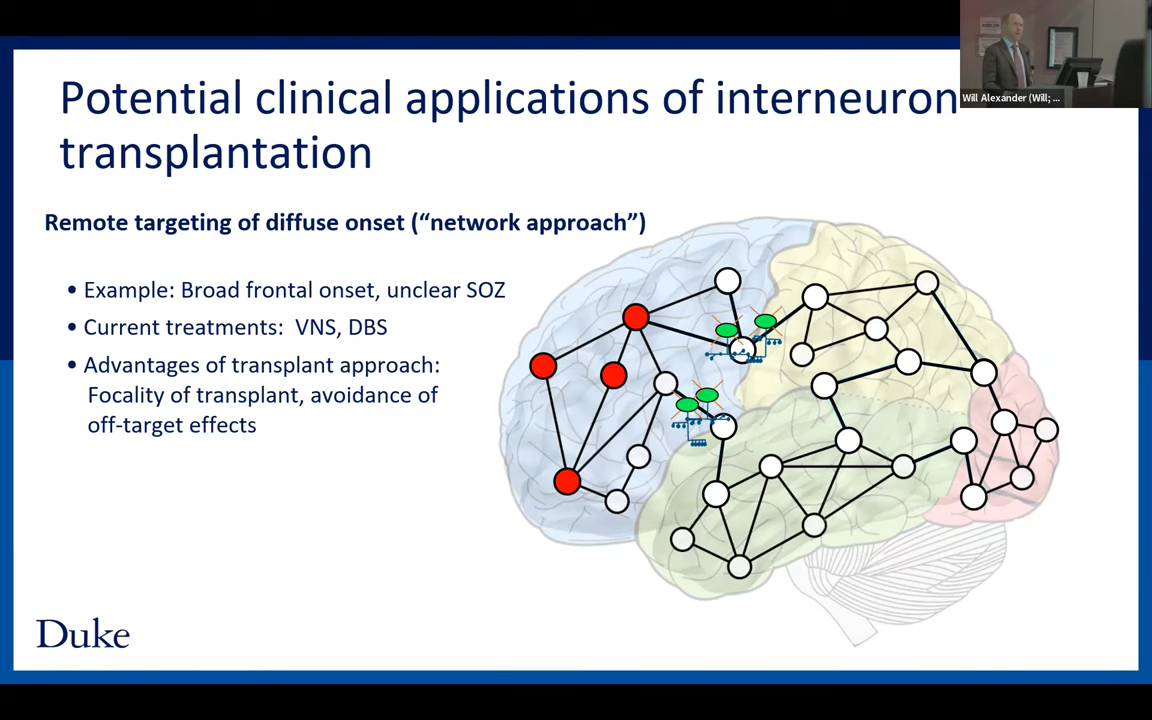 Potential clinical applications of interneuron
transplantation
Will Alexander (Will; ...
Remote targeting of diffuse onset (“network approach”)
• Example: Broad frontal onset, unclear SOZ
• Current treatments:  VNS, DBS
• Advantages of transplant approach:
Focality of transplant, avoidance of
off-target effects
Duke